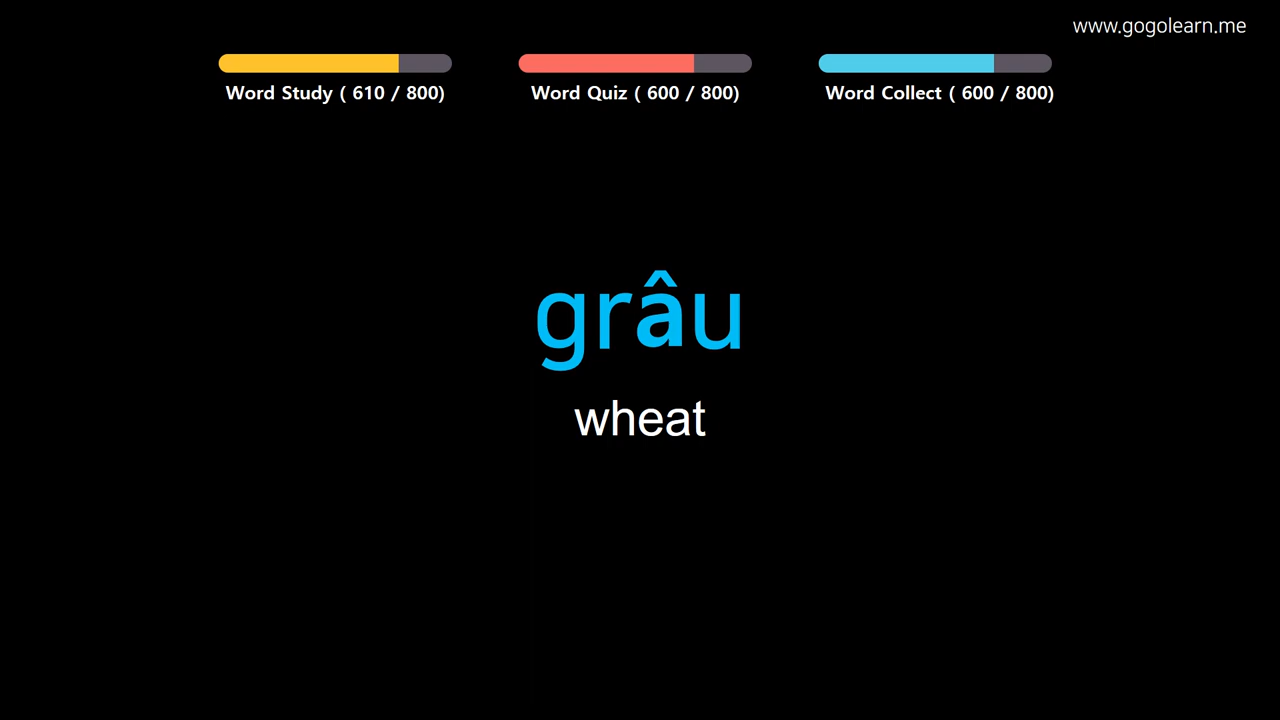 www.gogolearn.me
Word Study ( 610 / 800)
Word Quiz ( 600 / 800)
Word Collect ( 600 / 800)
grâu
wheat